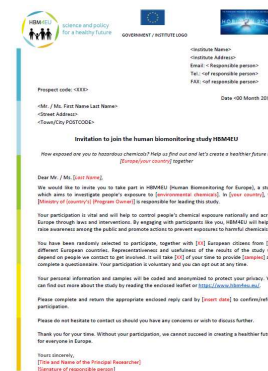 HBM4EU
science and policy
for a healthy future
GOVERNMENT / INSTITUTE LOGO
<Institute Name>
<Institute Address>
Email: < Responsible person>
Tel.: <of responsible person>
FAX: <of responsible person>
Prospect code: <XXX>
Date <00 Month 20
<Mr. / Ms. First Name Last Name>
<Street Address>
<Town/City POSTCODE>
Invitation to join the human biomonitoring study HBM4EU
How exposed are you to hazardous chemicals? Help us find out and let's create a healthier future
[Europe/your country] together
Dear Mr. / Ms. [Last Name],
We would like to invite you to take part in HBM4EU (Human Biomonitoring for Europe), a stu
which aims to investigate people's exposure to [environmental chemicals]. In [your country],
[Ministry of (country's) (Program Owner)] is responsible for leading this study.
Your participation is vital and will help to control people's chemical exposure nationally and acr
Europe through laws and interventions. By engaging with participants like you, HBM4EU will help
raise awareness among the public and promote actions to prevent exposures to harmful chemicals
You have been randomly selected to participate, together with [XX] European citizens from [
different European countries. Representativeness and usefulness of the results of the study
depend on people we contact to get involved. It will take [XX] of your time to provide [samples] a
complete a questionnaire. Your participation is voluntary and you can opt out at any time.
Your personal information and samples will be coded and anonymized to protect your privacy. Y
can find out more about the study by reading the enclosed leaflet or https://www.hbm4eu.eu/.
Please complete and return the appropriate enclosed reply card by [insert date] to confirm/ref
participation.
Please do not hesitate to contact us should you have any concerns or wish to discuss further.
Thank you for your time. Without your participation, we cannot succeed in creating a healthier futu
for everyone in Europe.
Yours sincerely,
[Title and Name of the Principal Researcher]
[Signature of responsible person]